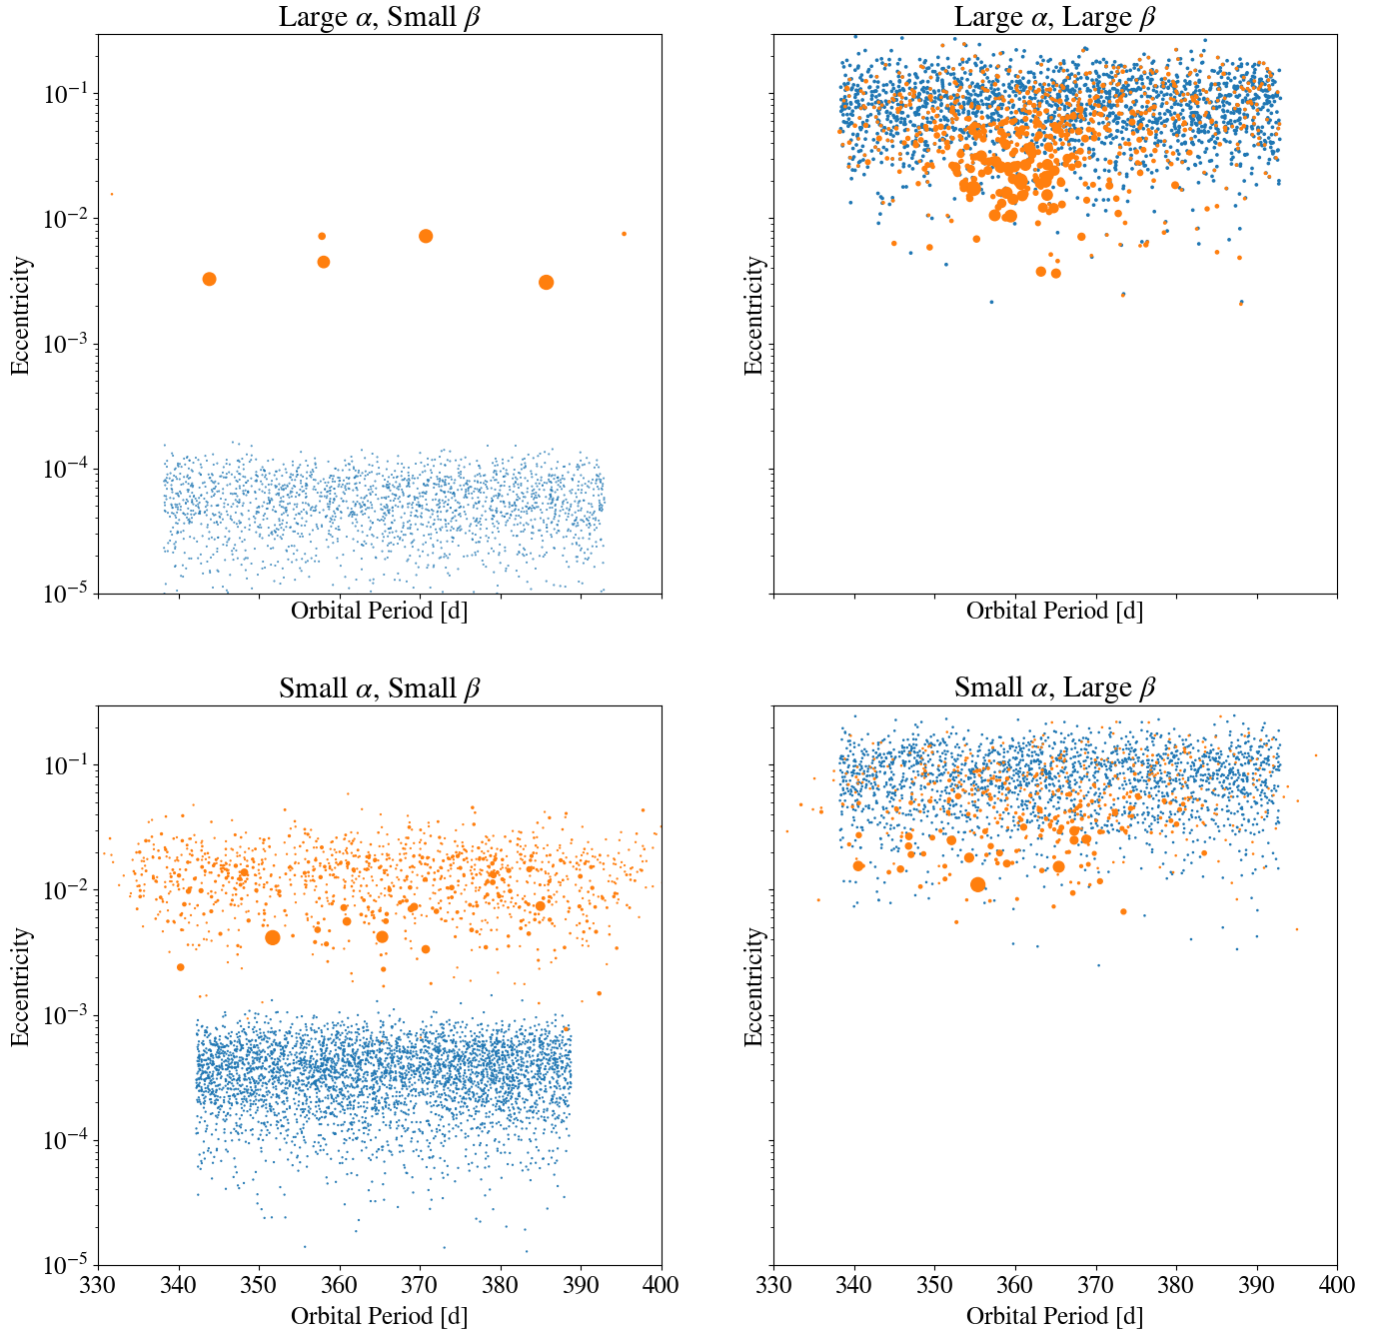 Large α, Small β
Large α, Large β
10⁻¹
10⁻²
10⁻³
10⁻⁴
10⁻⁵
Eccentricity
Eccentricity
Orbital Period [d]
Orbital Period [d]
Small α, Small β
Small α, Large β
10⁻¹
10⁻²
10⁻³
10⁻⁴
10⁻⁵
Eccentricity
Eccentricity
330 340 350 360 370 380 390 400
330 340 350 360 370 380 390 400
Orbital Period [d]
Orbital Period [d]